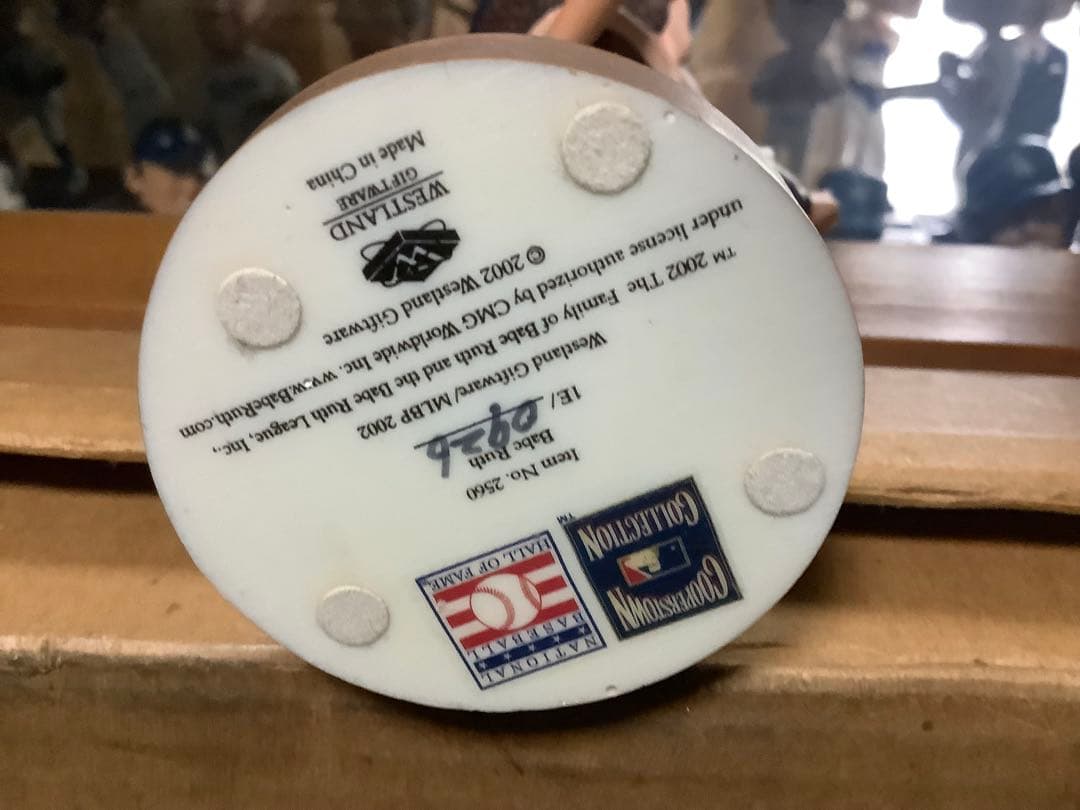 NATIONAL
BASEBALL
HALL OF FAME
COOPERSTOWN
COLLECTION
TM
Item No. 2560
Babe Ruth
1E/ 0926
Westland Giftware/ MLBP 2002
TM 2002 The Family of Babe Ruth and the Babe Ruth League, Inc.,
under license authorized by CMG Worldwide Inc. www.BabeRuth.com
© 2002 Westland Giftware
W
WESTLAND
GIFTWARE
Made in China